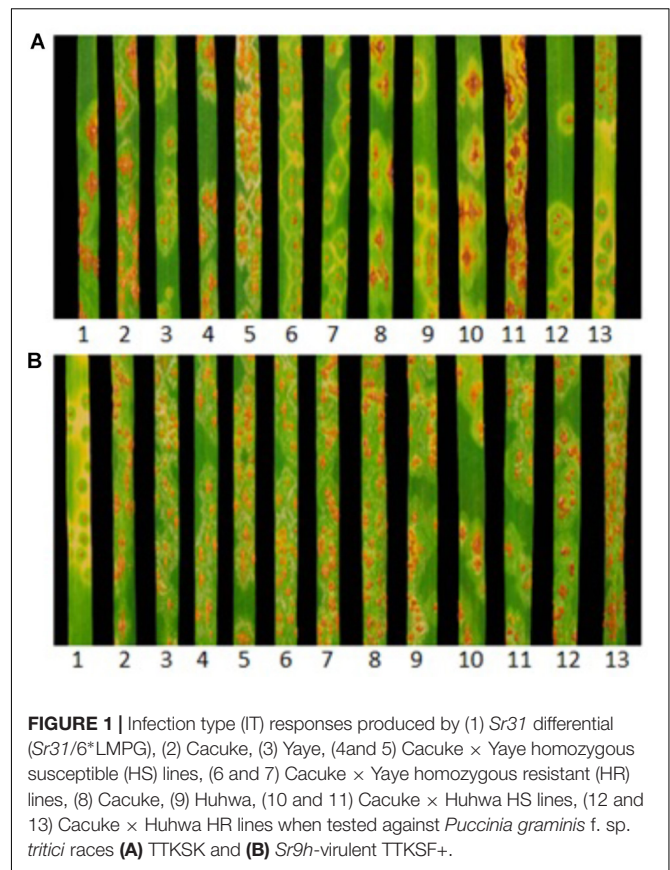 A
1 2 3 4 5 6 7 8 9 10 11 12 13
B
1 2 3 4 5 6 7 8 9 10 11 12 13
FIGURE 1 | Infection type (IT) responses produced by (1) Sr31 differential
(Sr31/6*LMPG), (2) Cacuke, (3) Yaye, (4and 5) Cacuke × Yaye homozygous
susceptible (HS) lines, (6 and 7) Cacuke × Yaye homozygous resistant (HR)
lines, (8) Cacuke, (9) Huhwa, (10 and 11) Cacuke × Huhwa HS lines, (12 and
13) Cacuke × Huhwa HR lines when tested against Puccinia graminis f. sp.
tritici races (A) TTKSK and (B) Sr9h-virulent TTKSF+.